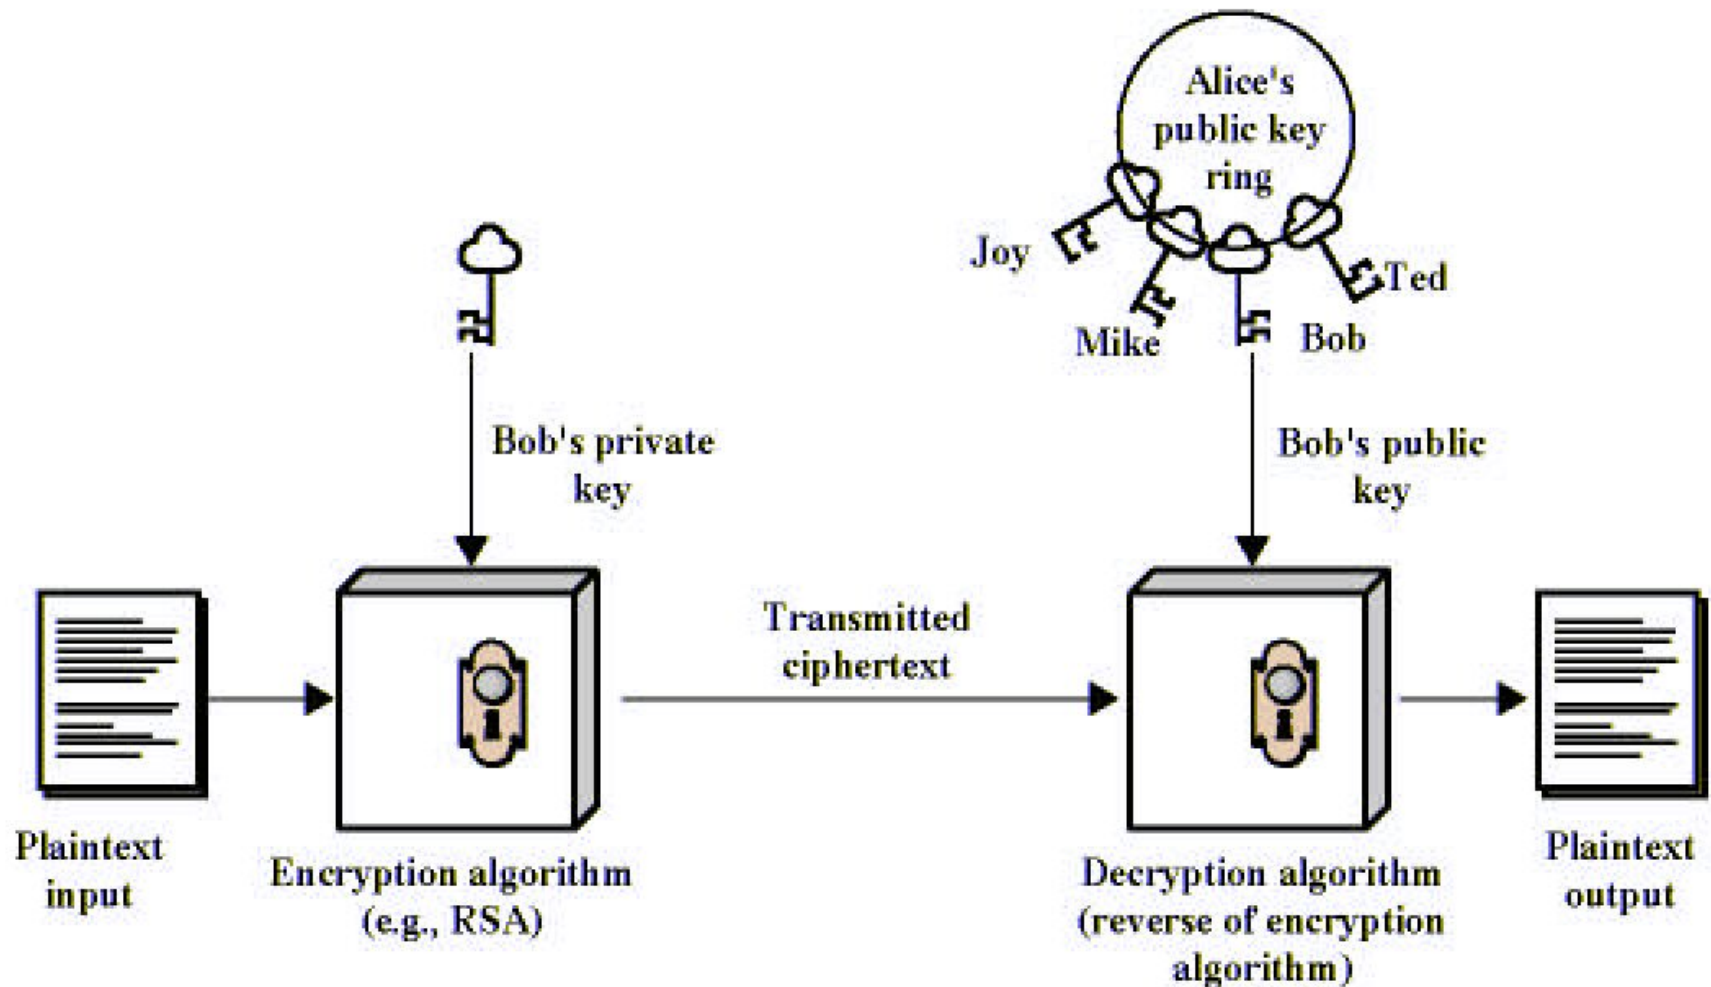 Alice's
public key
ring
Joy
Mike
Bob
Ted
Bob's private
key
Bob's public
key
Transmitted
ciphertext
Plaintext
input
Encryption algorithm
(e.g., RSA)
Decryption algorithm
(reverse of encryption
algorithm)
Plaintext
output